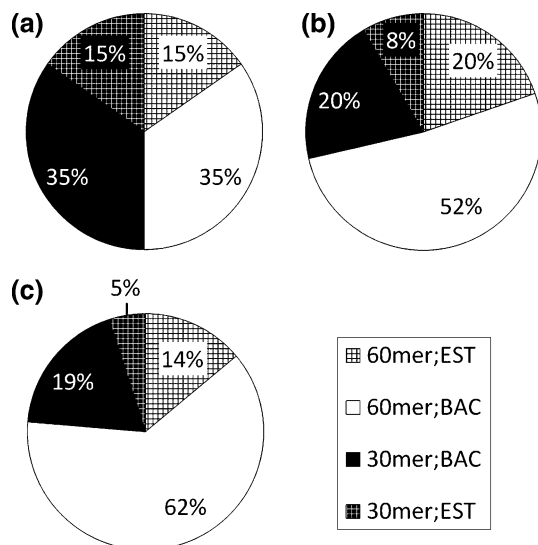 (a)
15%
15%
35%
35%
(b)
8%
20%
20%
52%
(c)
5%
14%
19%
62%
60mer;EST
60mer;BAC
30mer;BAC
30mer;EST